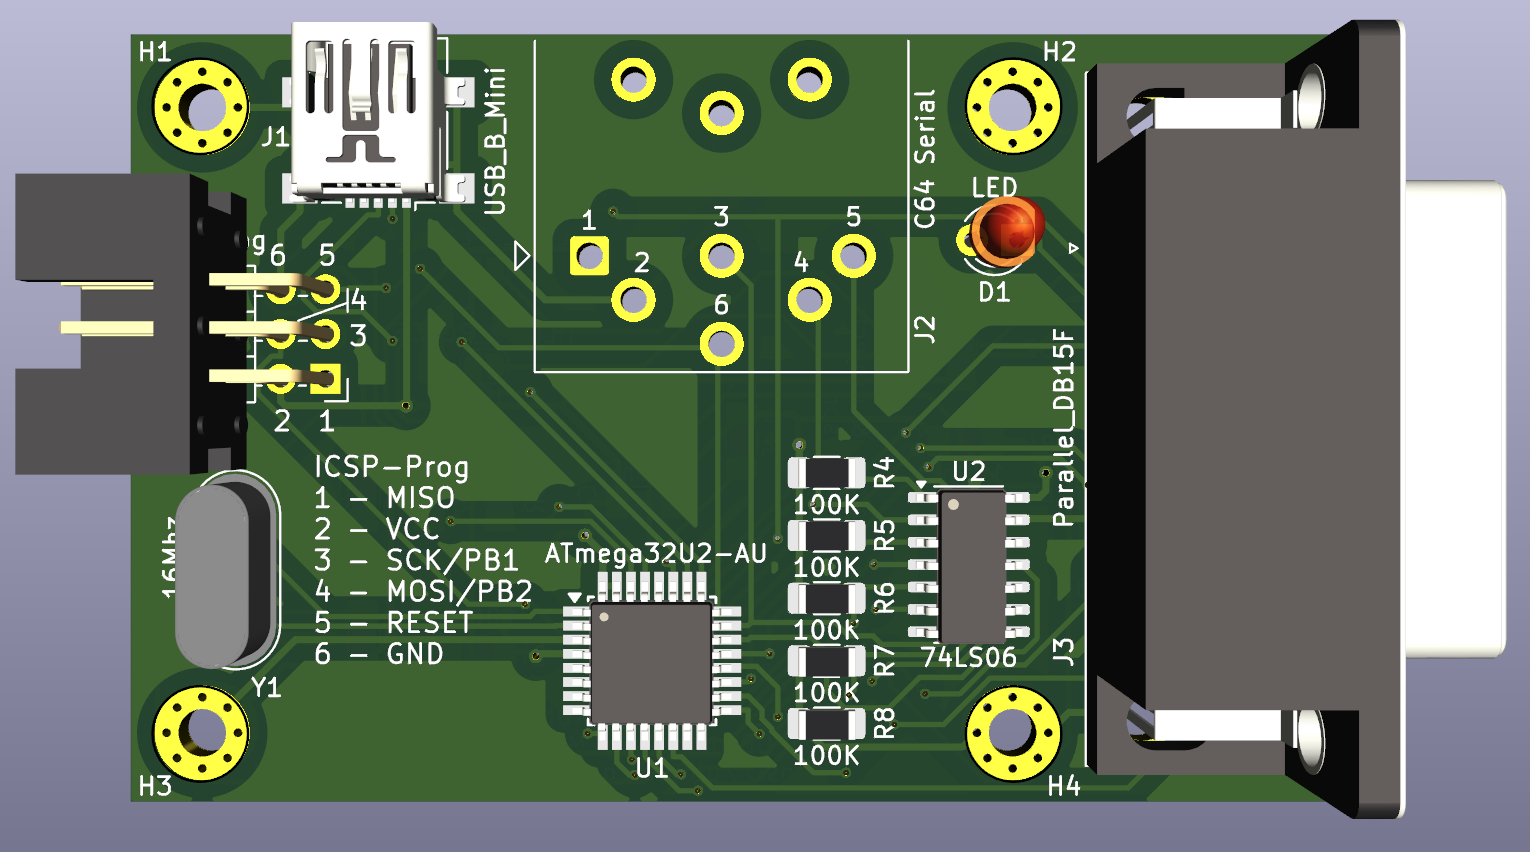 H1
J1
USB_B_Mini
1
2
3
4
5
6
C64 Serial
J2
H2
LED
D1
6
5
4
3
2
1
ICSP-Prog
1 - MISO
2 - VCC
3 - SCK/PB1
4 - MOSI/PB2
5 - RESET
6 - GND
16Mhz
Y1
H3
ATmega32U2-AU
U1
R4
100K
R5
100K
R6
100K
R7
100K
R8
100K
U2
74LS06
Parallel_DB15F
J3
H4